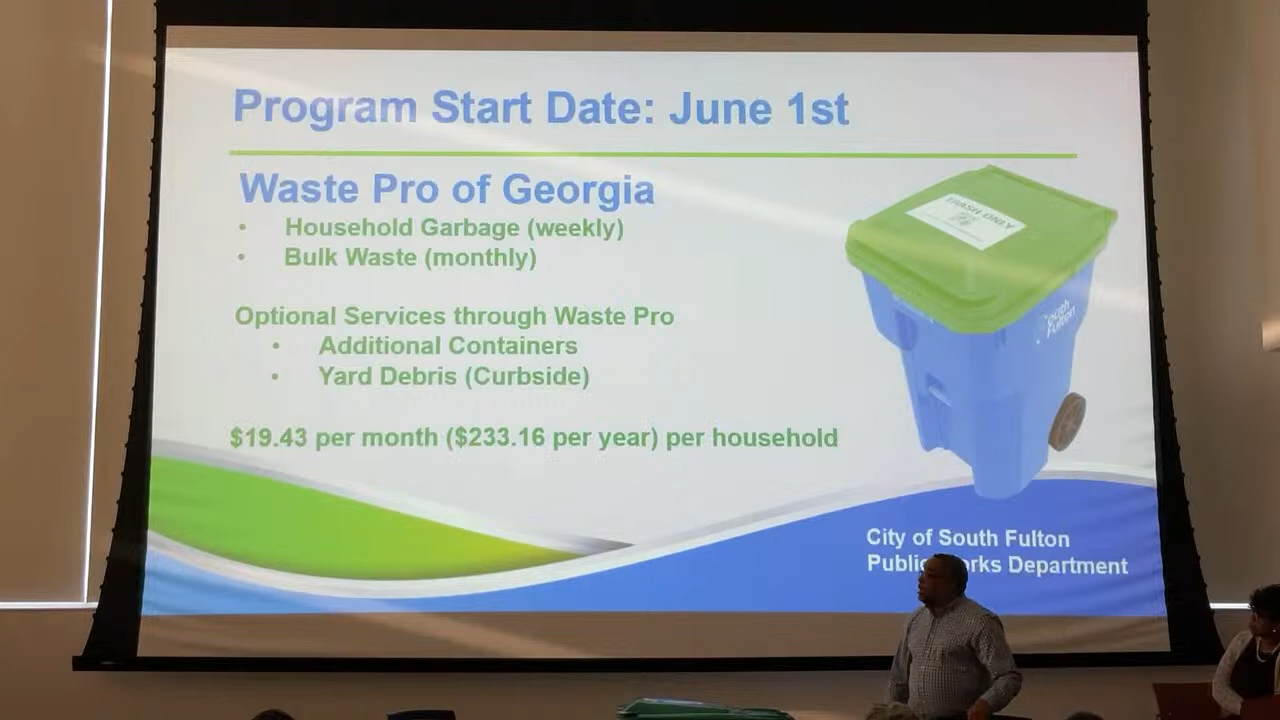 Program Start Date: June 1st
Waste Pro of Georgia
• Household Garbage (weekly)
• Bulk Waste (monthly)
Optional Services through Waste Pro
• Additional Containers
• Yard Debris (Curbside)
$19.43 per month ($233.16 per year) per household
TRASH ONLY
South
Fulton
City of South Fulton
Public Department